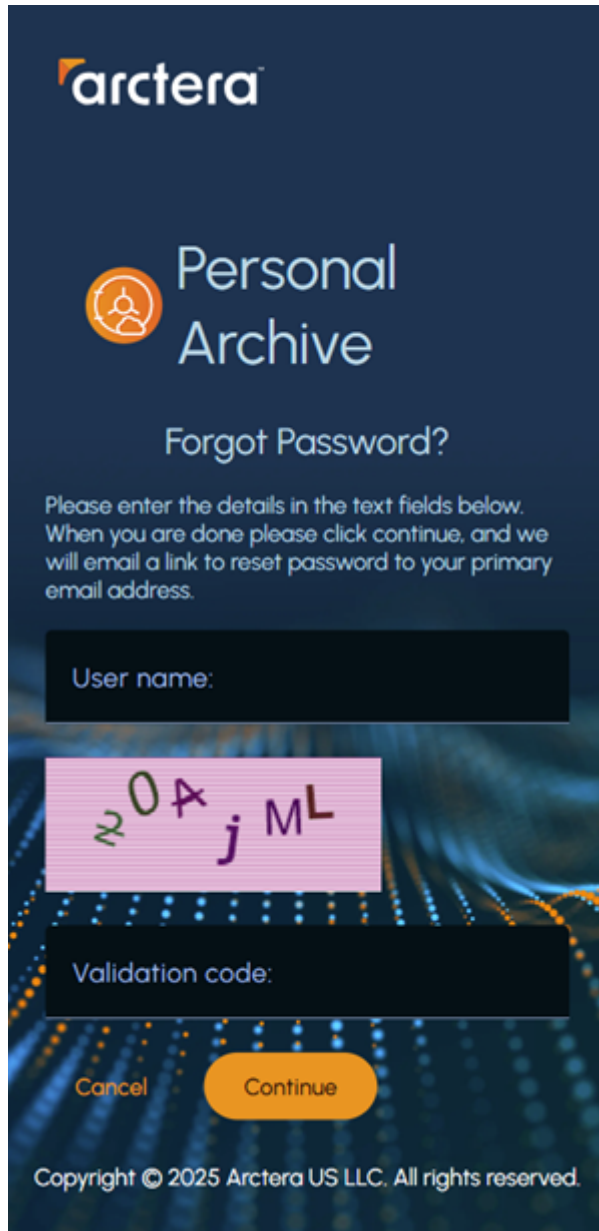 arctera
Personal
Archive
Forgot Password?
Please enter the details in the text fields below.
When you are done please click continue, and we
will email a link to reset password to your primary
email address.
User name:
Validation code:
Cancel Continue
Copyright © 2025 Arctera US LLC. All rights reserved.